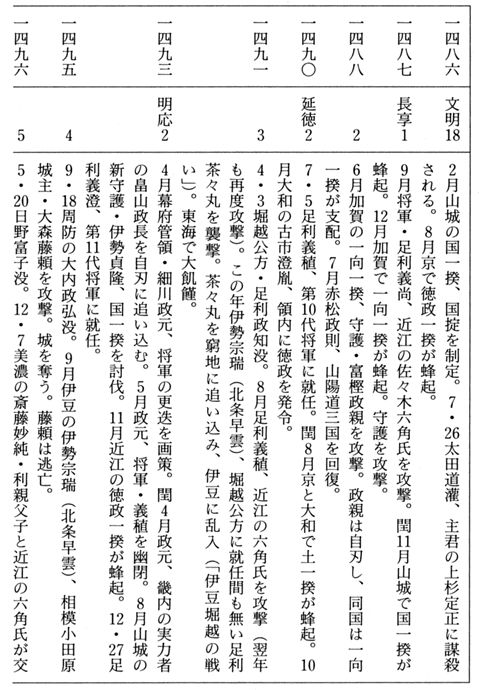 一四八六 文明18 2月山城の国一揆、国掟を制定。7・26太田道灌、主君の上杉定正に謀殺
される。8月京で徳政一揆が蜂起。
一四八七 長享1 9月将軍・足利義尚、近江の佐々木六角氏を攻撃。閏11月山城で国一揆が
蜂起。12月加賀で一向一揆が蜂起。守護を攻撃。
一四八八 2 6月加賀の一向一揆、守護・富樫政親を攻撃。政親は自刃し、同国は一向
一揆が支配。7月赤松政則、山陽道三国を回復。
一四九〇 延徳2 7・5足利義植、第10代将軍に就任。閏8月京と大和で土一揆が蜂起。10
月大和の古市澄胤、領内に徳政を発令。
一四九一 3 4・3堀越公方・足利政知没。8月足利義植、近江の六角氏を攻撃(翌年
も再度攻撃)。この年伊勢宗瑞(北条早雲)、堀越公方に就任間も無い足利
茶々丸を襲撃。茶々丸を窮地に追い込み、伊豆に乱入(「伊豆堀越の戦
い」)。東海で大飢饉。
一四九三 明応2 4月幕府管領・細川政元、将軍の更迭を画策。閏4月政元、畿内の実力者
の畠山政長を自刃に追い込む。5月政元、将軍・義植を幽閉。8月山城の
新守護・伊勢貞隆、国一揆を討伐。11月近江の徳政一揆が蜂起。12・27足
利義澄、第11代将軍に就任。
一四九五 4 9・18周防の大内政弘没。9月伊豆の伊勢宗瑞(北条早雲)、相模小田原
城主・大森藤頼を攻撃。城を奪う。藤頼は逃亡。
一四九六 5 5・20日野富子没。12・7美濃の斎藤妙純・利親父子と近江の六角氏が交